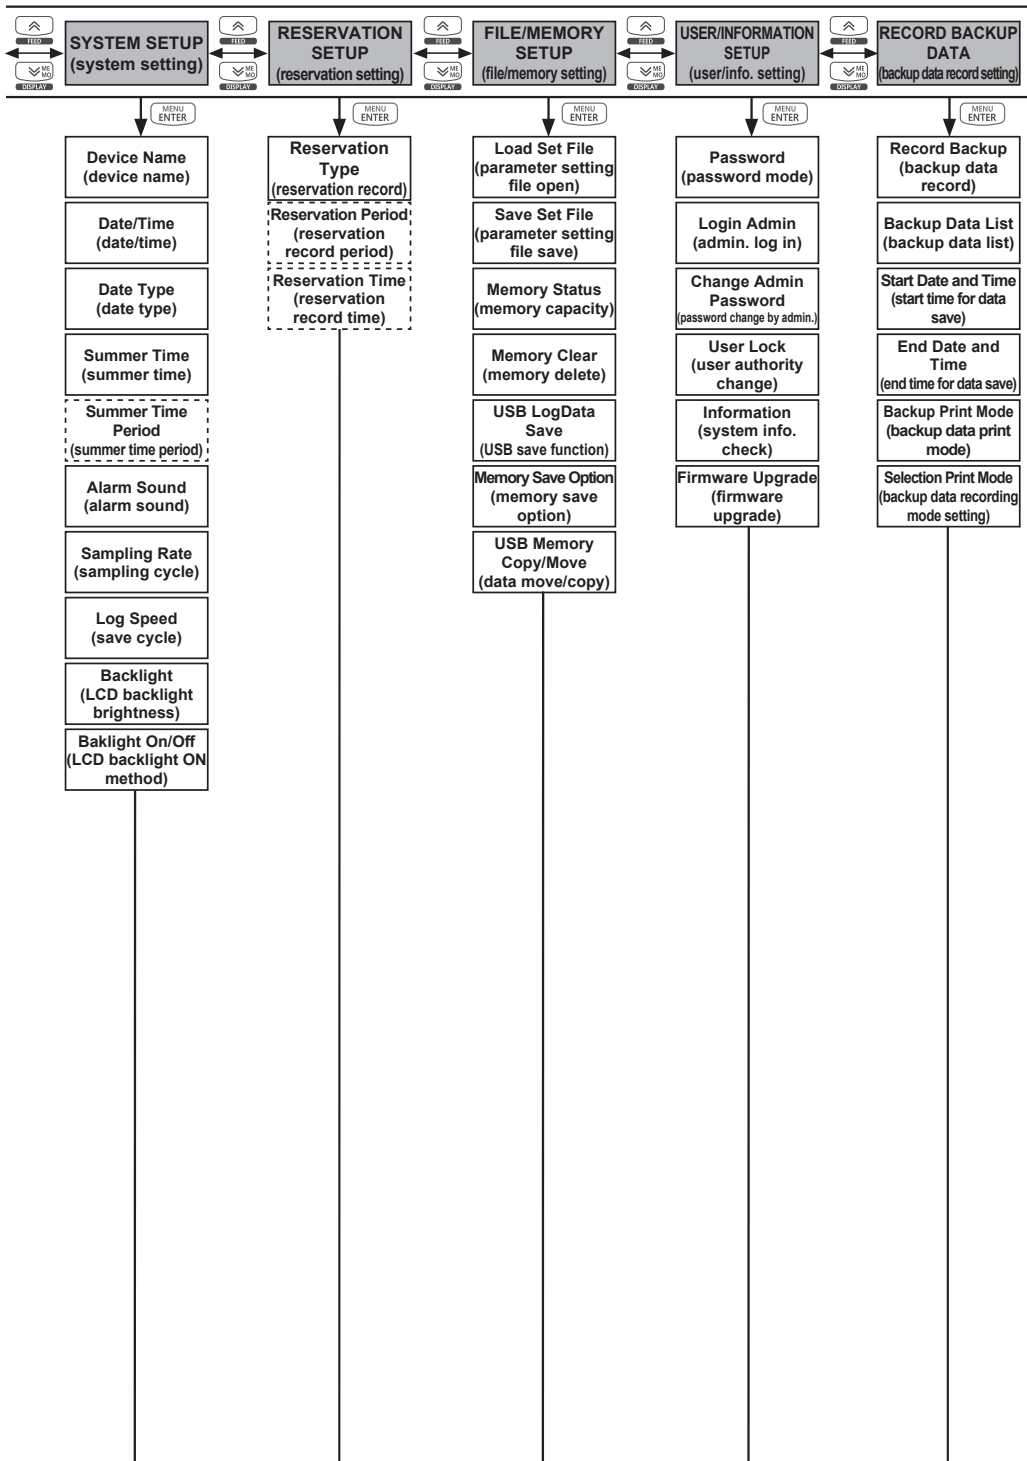 FEED
ME
MO
DISPLAY
SYSTEM SETUP
(system setting)
FEED
ME
MO
DISPLAY
RESERVATION
SETUP
(reservation setting)
FEED
ME
MO
DISPLAY
FILE/MEMORY
SETUP
(file/memory setting)
FEED
ME
MO
DISPLAY
USER/INFORMATION
SETUP
(user/info. setting)
FEED
ME
MO
DISPLAY
RECORD BACKUP
DATA
(backup data record setting)
MENU
ENTER
Device Name
(device name)
Date/Time
(date/time)
Date Type
(date type)
Summer Time
(summer time)
Summer Time
Period
(summer time period)
Alarm Sound
(alarm sound)
Sampling Rate
(sampling cycle)
Log Speed
(save cycle)
Backlight
(LCD backlight
brightness)
Baklight On/Off
(LCD backlight ON
method)
MENU
ENTER
Reservation
Type
(reservation record)
Reservation Period
(reservation
record period)
Reservation Time
(reservation
record time)
MENU
ENTER
Load Set File
(parameter setting
file open)
Save Set File
(parameter setting
file save)
Memory Status
(memory capacity)
Memory Clear
(memory delete)
USB LogData
Save
(USB save function)
Memory Save Option
(memory save
option)
USB Memory
Copy/Move
(data move/copy)
MENU
ENTER
Password
(password mode)
Login Admin
(admin. log in)
Change Admin
Password
(password change by admin.)
User Lock
(user authority
change)
Information
(system info.
check)
Firmware Upgrade
(firmware
upgrade)
MENU
ENTER
Record Backup
(backup data
record)
Backup Data List
(backup data list)
Start Date and Time
(start time for data
save)
End Date and
Time
(end time for data save)
Backup Print Mode
(backup data print
mode)
Selection Print Mode
(backup data recording
mode setting)